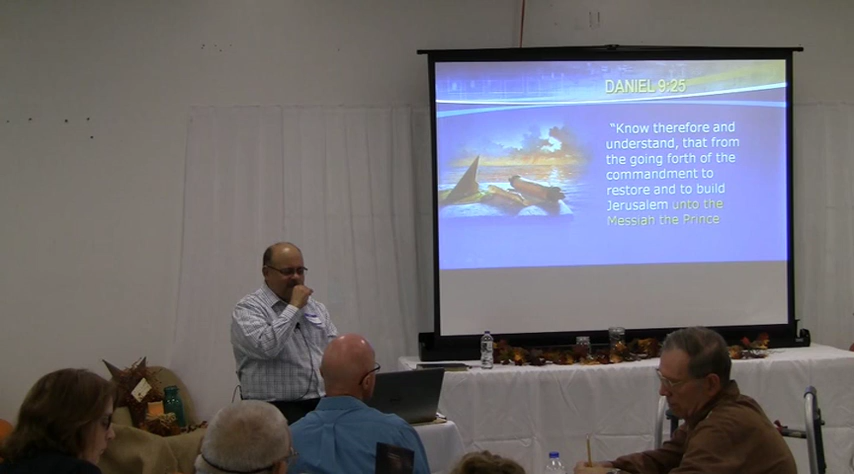 DANIEL 9:25
“Know therefore and
understand, that from
the going forth of the
commandment to
restore and to build
Jerusalem unto the
Messiah the Prince